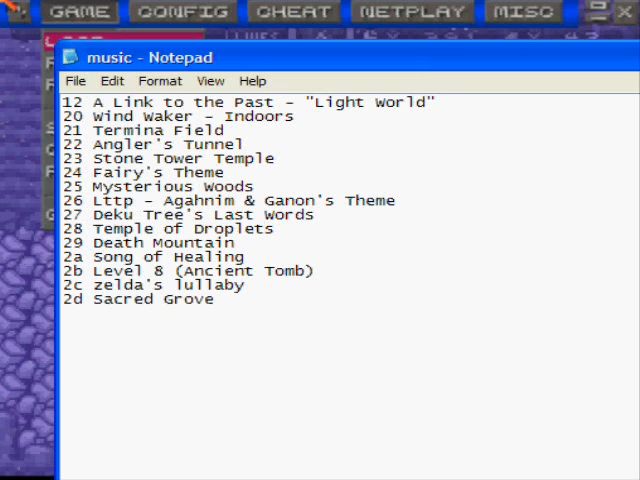 GAME CONFIG CHEAT NETPLAY MISC X
music - Notepad
File Edit Format View Help
12 A Link to the Past - "Light World"
20 Wind Waker - Indoors
21 Termina Field
22 Angler's Tunnel
23 Stone Tower Temple
24 Fairy's Theme
25 Mysterious Woods
26 Lttp - Agahnim & Ganon's Theme
27 Deku Tree's Last Words
28 Temple of Droplets
29 Death Mountain
2a Song of Healing
2b Level 8 (Ancient Tomb)
2c zelda's lullaby
2d Sacred Grove